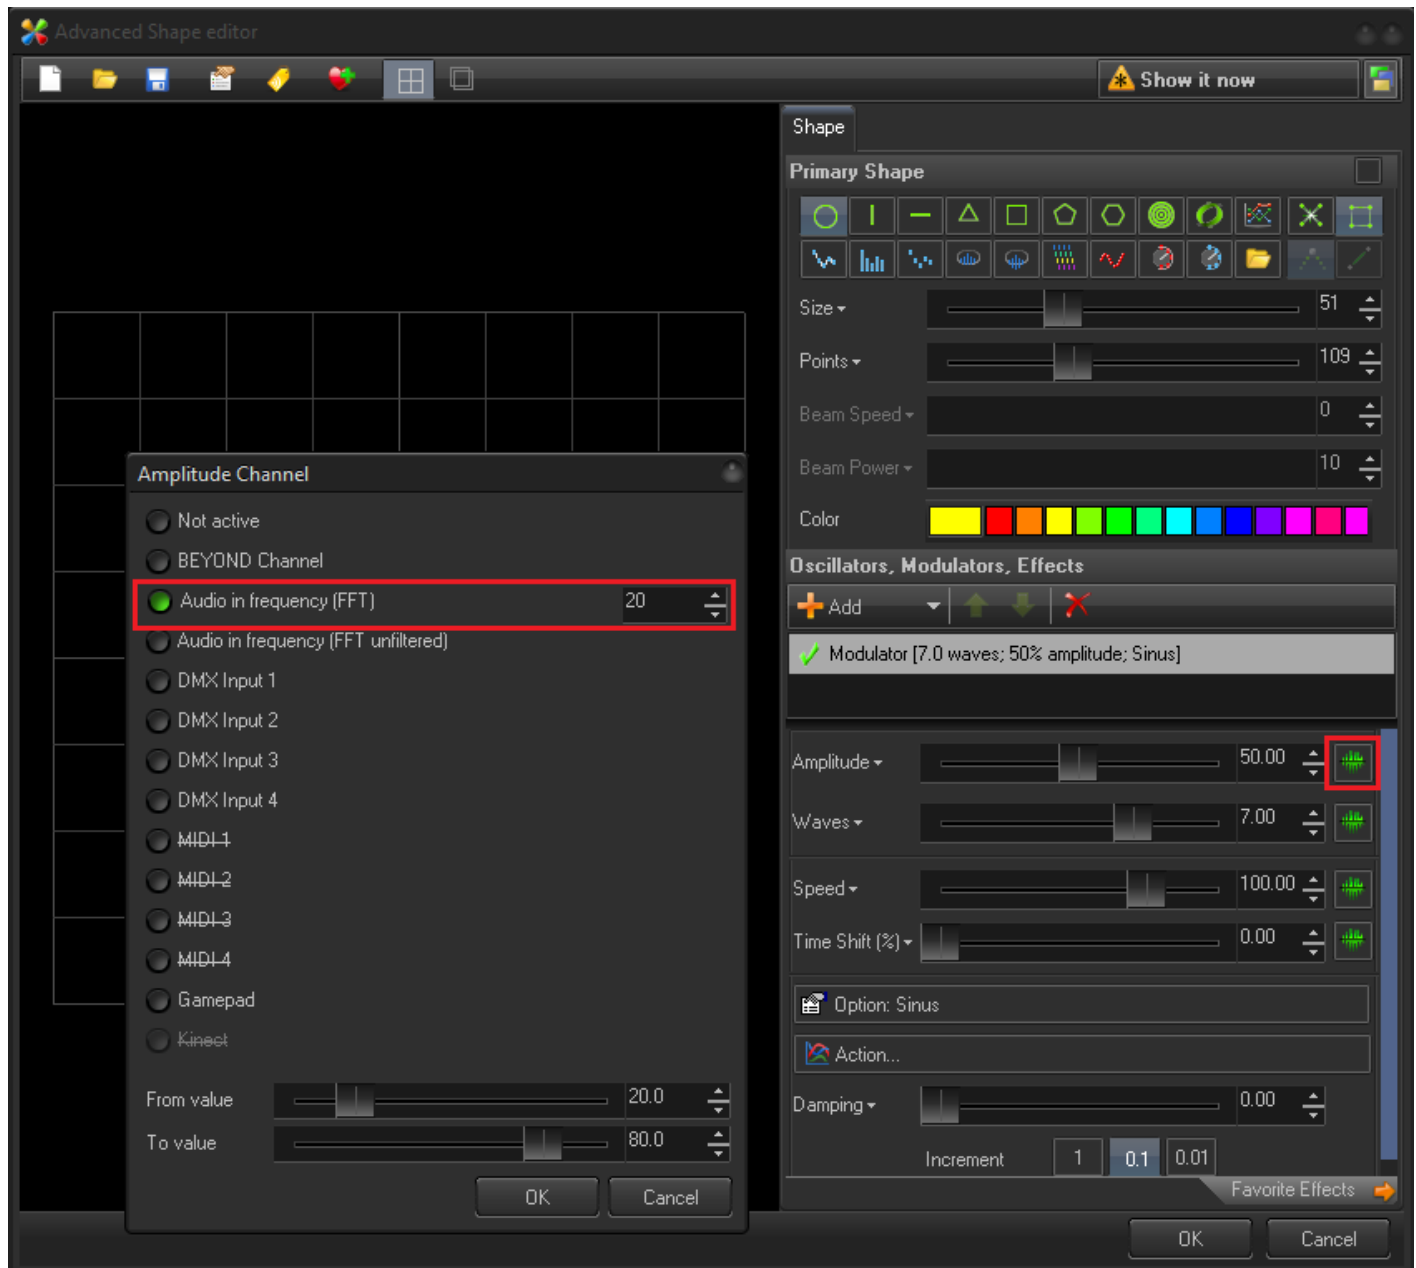 Advanced Shape editor
Show it now
Shape
Primary Shape
Size
51
Points
109
Beam Speed
0
Beam Power
10
Color
Oscillators, Modulators, Effects
Add
Modulator [7.0 waves; 50% amplitude; Sinus]
Amplitude
50.00
Waves
7.00
Speed
100.00
Time Shift (%)
0.00
Option: Sinus
Action...
Damping
0.00
Increment 1 0.1 0.01
Favorite Effects
OK Cancel
Amplitude Channel
Not active
BEYOND Channel
Audio in frequency (FFT) 20
Audio in frequency (FFT unfiltered)
DMX Input 1
DMX Input 2
DMX Input 3
DMX Input 4
MIDI 1
MIDI 2
MIDI 3
MIDI 4
Gamepad
Kinect
From value 20.0
To value 80.0
OK Cancel